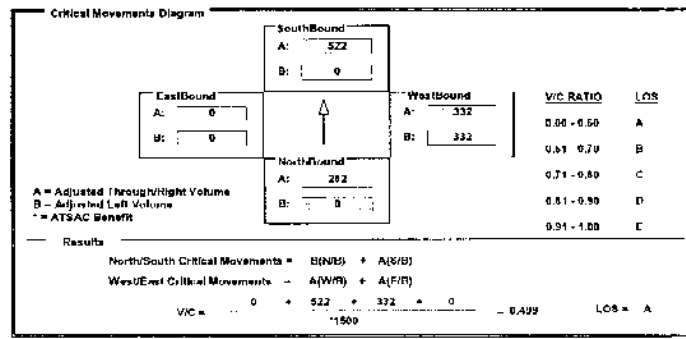 Critical Movements Diagram
SouthBound
A: 522
B: 0
EastBound
A: 0
B: 0
WestBound
A: 332
B: 332
NorthBound
A: 282
B: 0
V/C RATIO LOS
0.00 - 0.60 A
0.61 - 0.70 B
0.71 - 0.80 C
0.81 - 0.90 D
0.91 - 1.00 E
A = Adjusted Through/Right Volume
B = Adjusted Left Volume
* = ATSAC Benefit
Results
North/South Critical Movements = B(N/B) + A(S/B)
West/East Critical Movements = A(W/B) + A(E/B)
V/C = 0 + 522 + 332 + 0 = 0.499 LOS = A
*1500